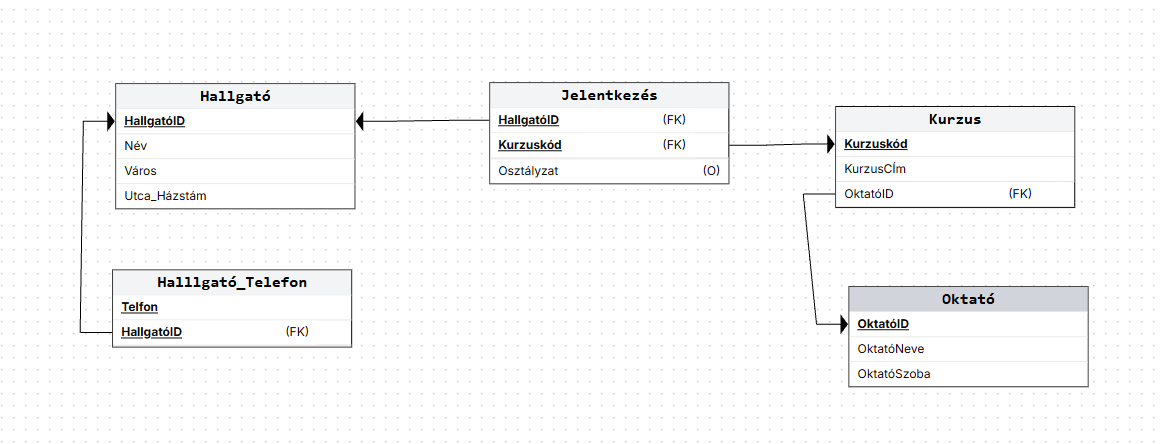 Hallgató
HallgatóID
Név
Város
Utca_Házstám
Jelentkezés
HallgatóID (FK)
Kurzuskód (FK)
Osztályzat (O)
Kurzus
Kurzuskód
KurzusCÍm
OktatóID (FK)
Halllgató_Telefon
Telfon
HallgatóID (FK)
Oktató
OktatóID
OktatóNeve
OktatóSzoba